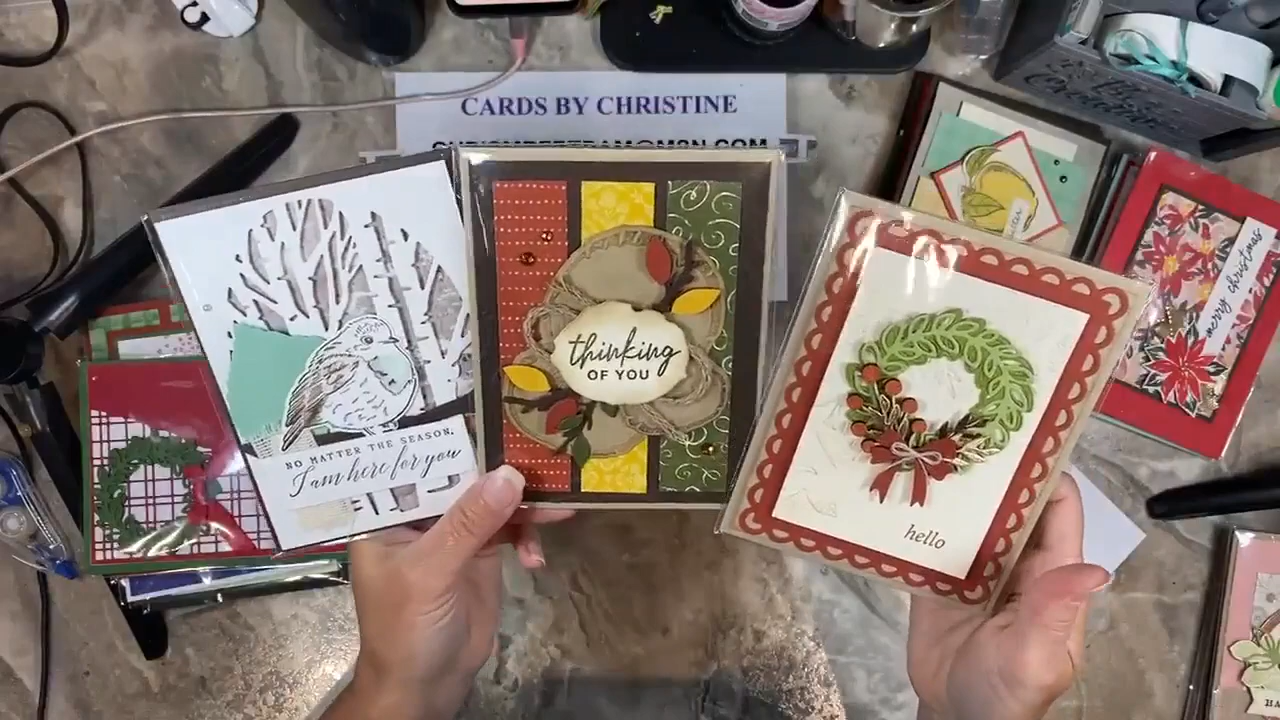 CARDS BY CHRISTINE
NO MATTER THE SEASON,
I am here for you
thinking
OF YOU
hello
merry christmas